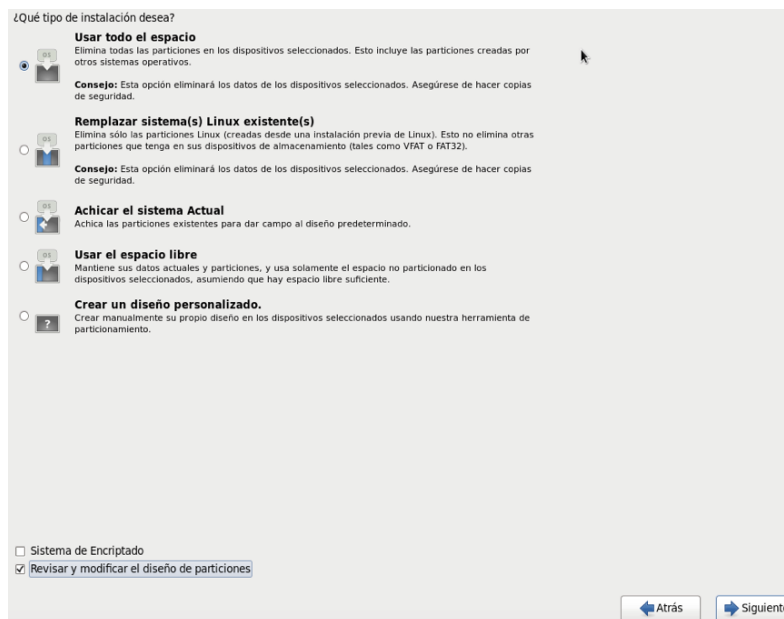 ¿Qué tipo de instalación desea?
Usar todo el espacio
Elimina todas las particiones en los dispositivos seleccionados. Esto incluye las particiones creadas por
otros sistemas operativos.
Consejo: Esta opción eliminará los datos de los dispositivos seleccionados. Asegúrese de hacer copias
de seguridad.
Remplazar sistema(s) Linux existente(s)
Elimina sólo las particiones Linux (creadas desde una instalación previa de Linux). Esto no elimina otras
particiones que tenga en sus dispositivos de almacenamiento (tales como VFAT o FAT32).
Consejo: Esta opción eliminará los datos de los dispositivos seleccionados. Asegúrese de hacer copias
de seguridad.
Achicar el sistema Actual
Achica las particiones existentes para dar campo al diseño predeterminado.
Usar el espacio libre
Mantiene sus datos actuales y particiones, y usa solamente el espacio no particionado en los
dispositivos seleccionados, asumiendo que hay espacio libre suficiente.
Crear un diseño personalizado.
Crear manualmente su propio diseño en los dispositivos seleccionados usando nuestra herramienta de
particionamiento.
OS
OS
OS
OS
?
Sistema de Encriptado
Revisar y modificar el diseño de particiones
Atrás
Siguiente